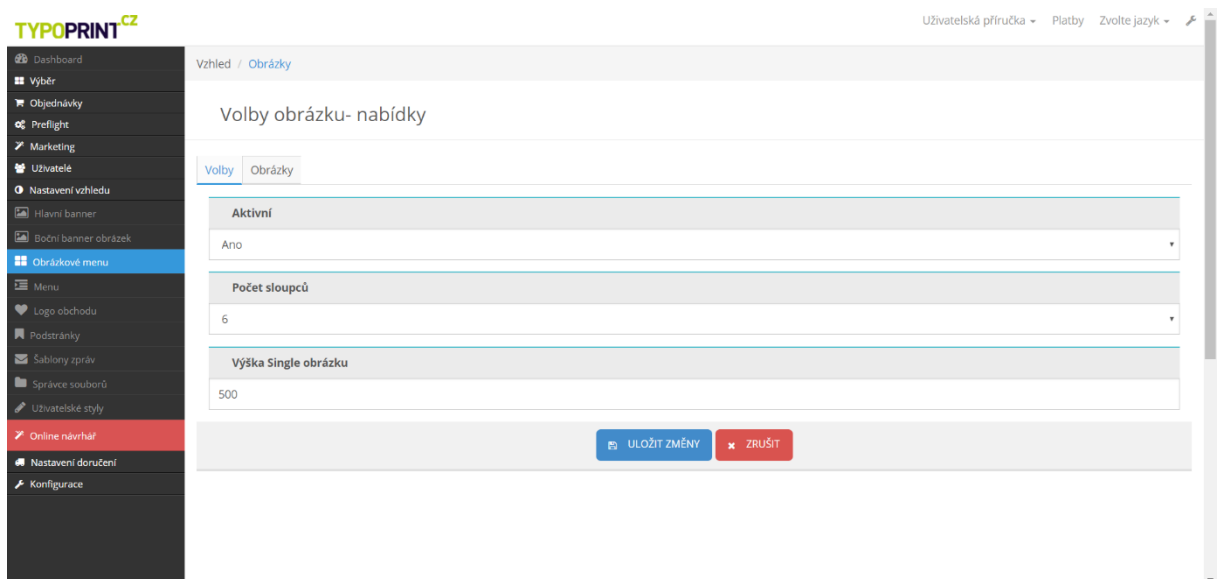 TYPOPRINT.CZ
Uživatelská příručka Platby Zvolte jazyk
Dashboard
Výběr
Objednávky
Preflight
Marketing
Uživatelé
Nastavení vzhledu
Hlavní banner
Boční banner obrázek
Obrázkové menu
Menu
Logo obchodu
Podstránky
Šablony zpráv
Správce souborů
Uživatelské styly
Online návrhář
Nastavení doručení
Konfigurace
Vzhled / Obrázky
Volby obrázku- nabídky
Volby Obrázky
Aktivní
Ano
Počet sloupců
6
Výška Single obrázku
500
ULOŽIT ZMĚNY ZRUŠIT